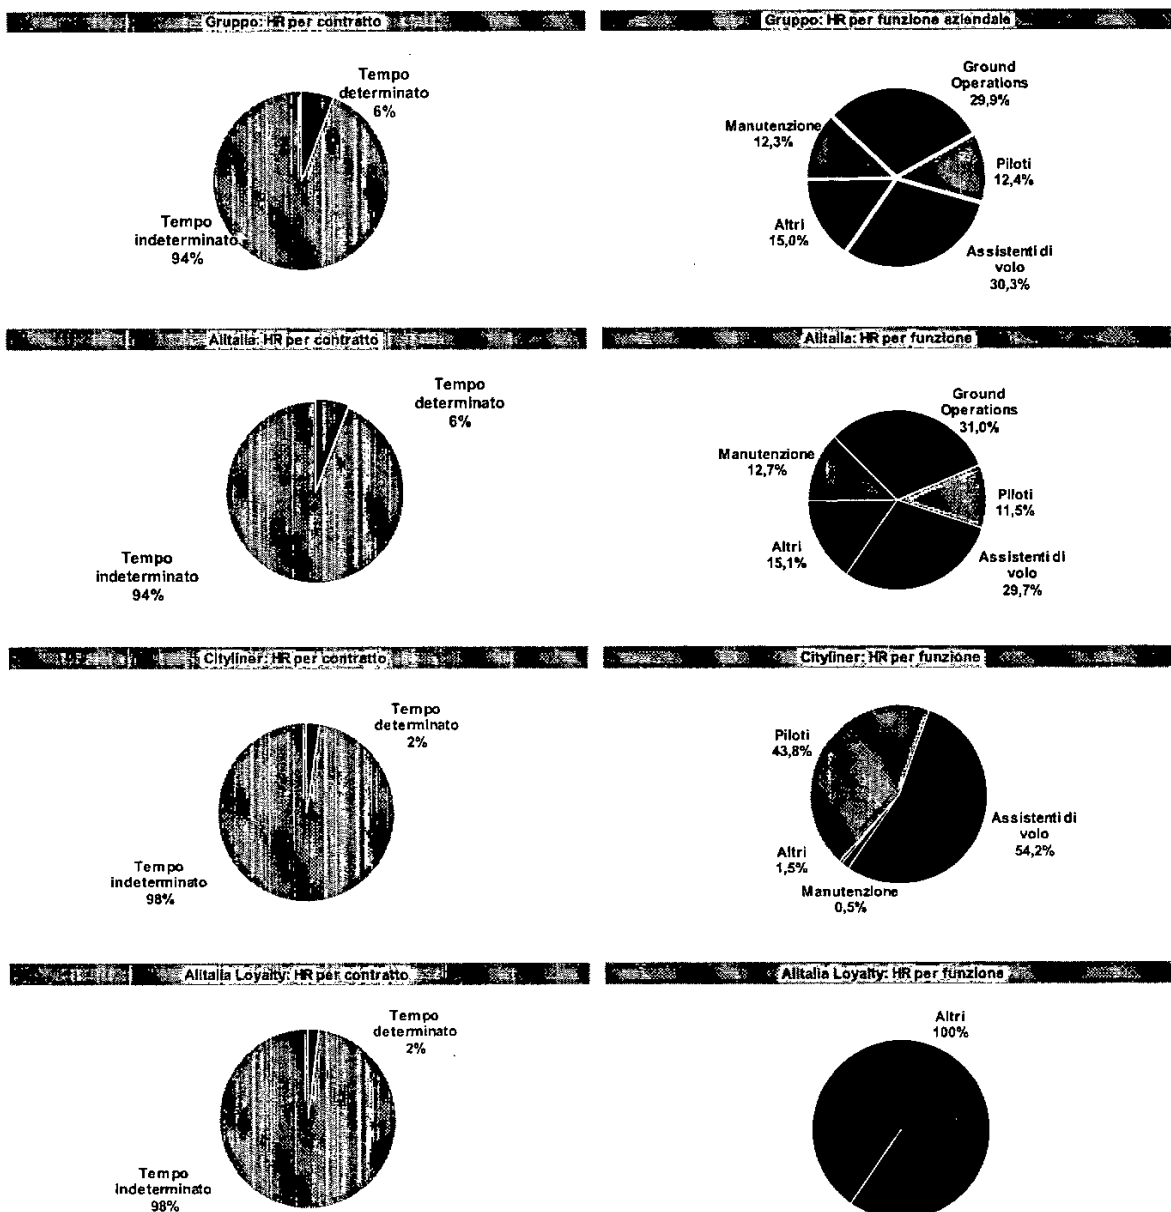 Gruppo: HR per contratto
Tempo
determinato
6%
Tempo
indeterminato
94%
Gruppo: HR per funzione aziendale
Ground
Operations
29,9%
Manutenzione
12,3%
Piloti
12,4%
Altri
15,0%
Assistenti di
volo
30,3%
Alitalia: HR per contratto
Tempo
determinato
6%
Tempo
indeterminato
94%
Alitalia: HR per funzione
Ground
Operations
31,0%
Manutenzione
12,7%
Piloti
11,5%
Altri
15,1%
Assistenti di
volo
29,7%
Cityliner: HR per contratto
Tempo
determinato
2%
Tempo
indeterminato
98%
Cityliner: HR per funzione
Piloti
43,8%
Assistenti di
volo
54,2%
Altri
1,5%
Manutenzione
0,5%
Alitalia Loyalty: HR per contratto
Tempo
determinato
2%
Tempo
indeterminato
98%
Alitalia Loyalty: HR per funzione
Altri
100%